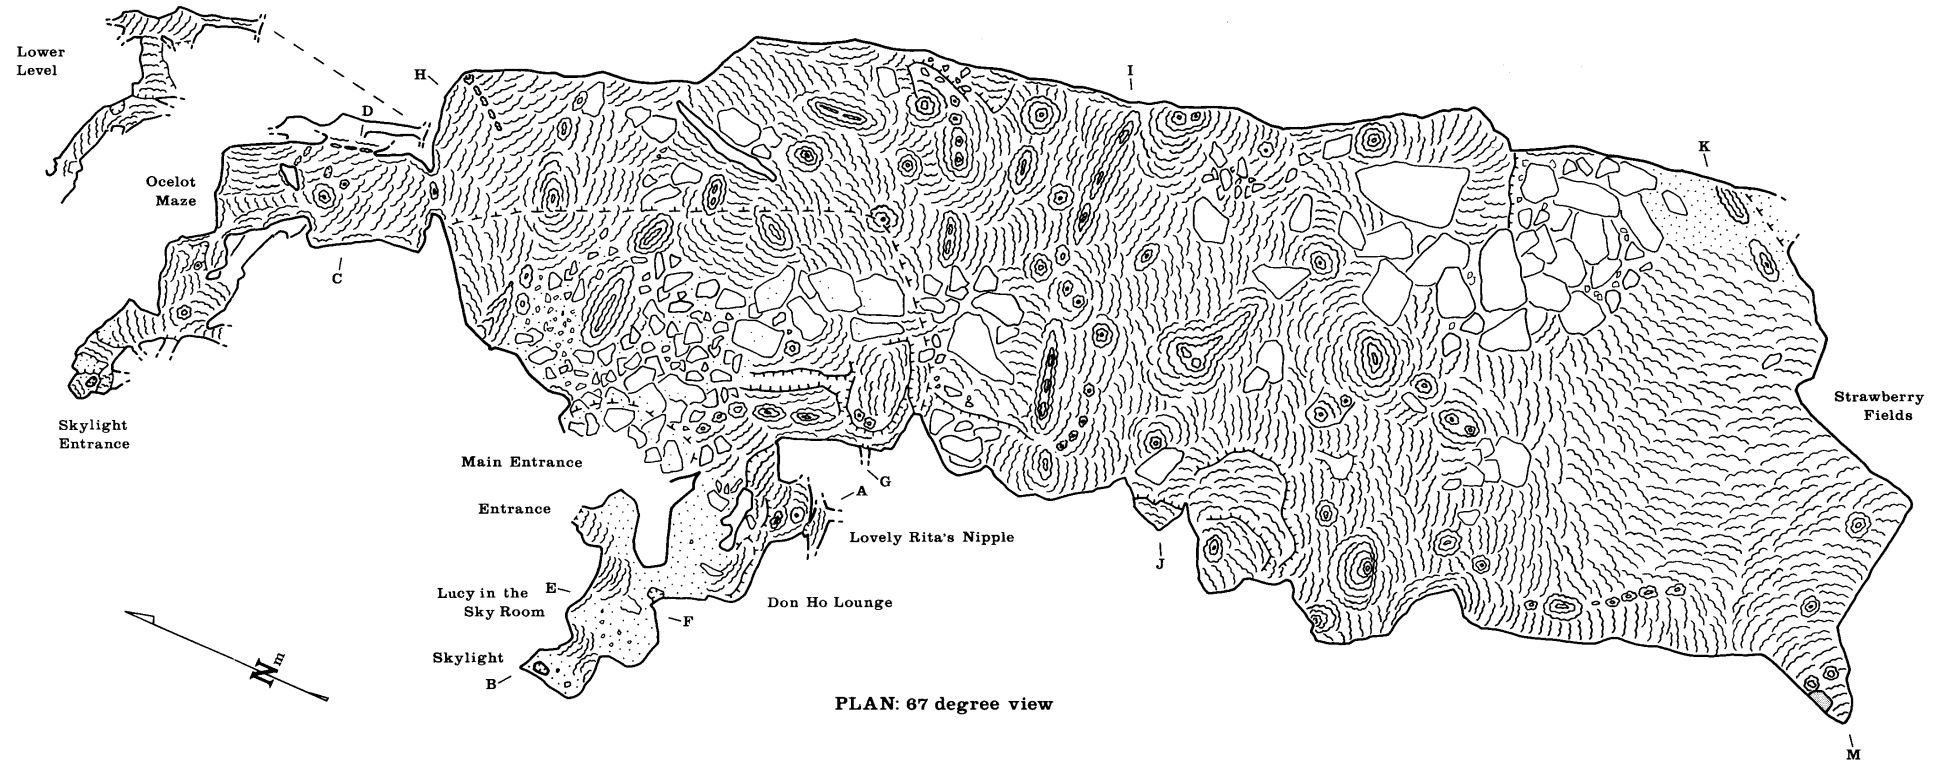 Lower
Level
H
I
D
K
Ocelot
Maze
C
Strawberry
Fields
Skylight
Entrance
Main Entrance
G
A
Entrance
Lovely Rita's Nipple
J
E
Lucy in the
Sky Room
Don Ho Lounge
F
Skylight
B
N
m
PLAN: 67 degree view
M